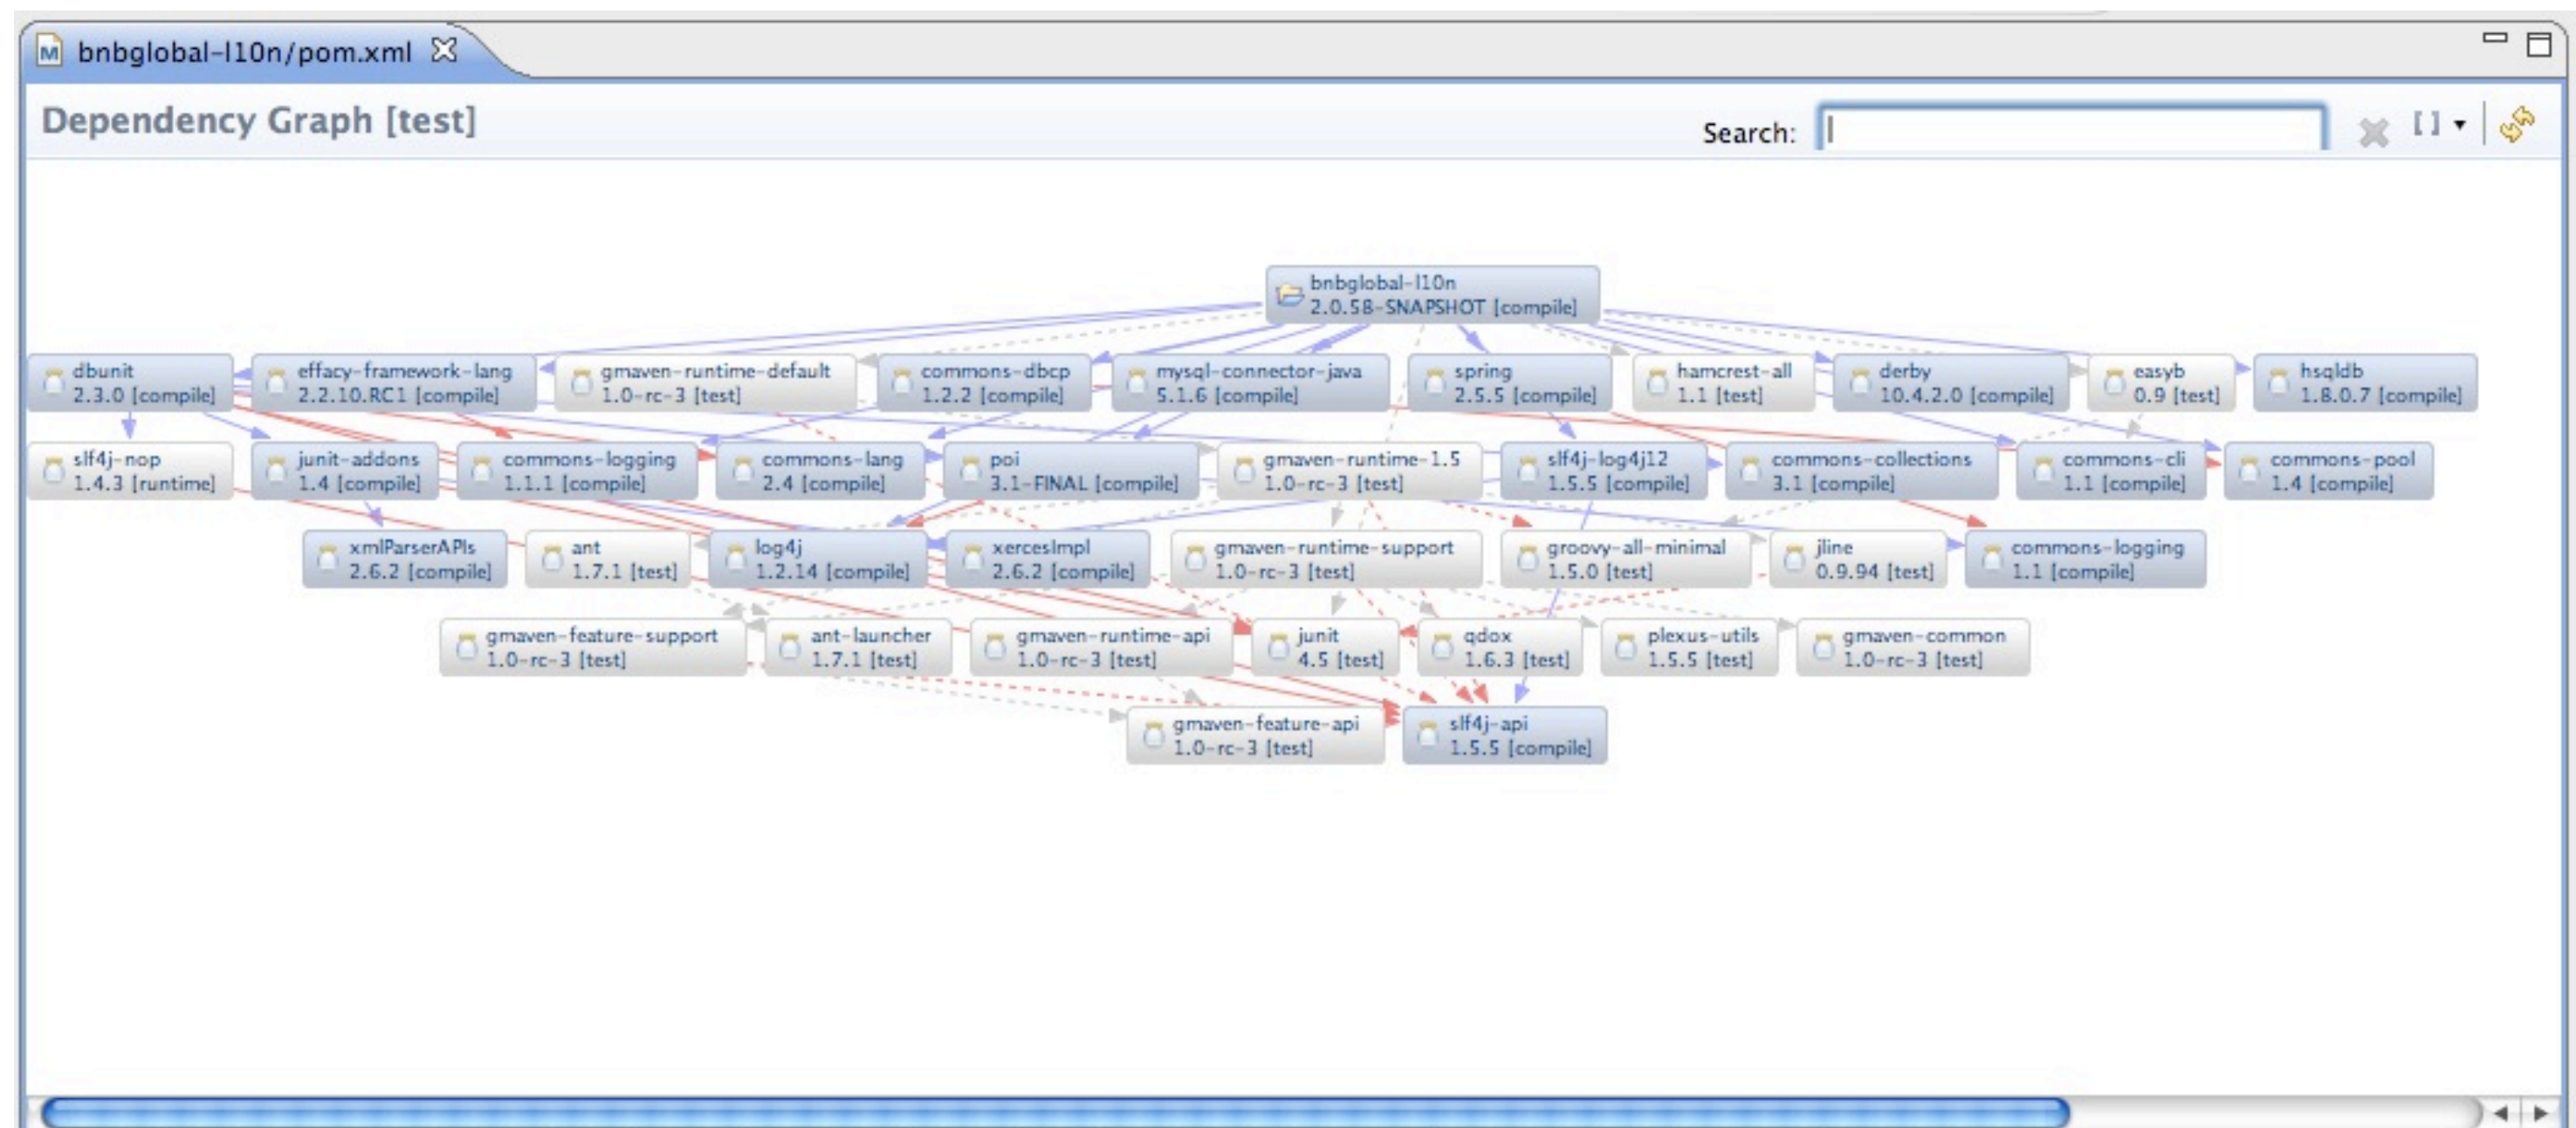 bnbglobal-l10n/pom.xml
Dependency Graph [test]
Search:
bnbglobal-l10n
2.0.58-SNAPSHOT [compile]
dbunit
2.3.0 [compile]
effacy-framework-lang
2.2.10.RC1 [compile]
gmaven-runtime-default
1.0-rc-3 [test]
commons-dbcp
1.2.2 [compile]
mysql-connector-java
5.1.6 [compile]
spring
2.5.5 [compile]
hamcrest-all
1.1 [test]
derby
10.4.2.0 [compile]
easyb
0.9 [test]
hsqldb
1.8.0.7 [compile]
slf4j-nop
1.4.3 [runtime]
junit-addons
1.4 [compile]
commons-logging
1.1.1 [compile]
commons-lang
2.4 [compile]
poi
3.1-FINAL [compile]
gmaven-runtime-1.5
1.0-rc-3 [test]
slf4j-log4j12
1.5.5 [compile]
commons-collections
3.1 [compile]
commons-cli
1.1 [compile]
commons-pool
1.4 [compile]
xmlParserAPIs
2.6.2 [compile]
ant
1.7.1 [test]
log4j
1.2.14 [compile]
xercesImpl
2.6.2 [compile]
gmaven-runtime-support
1.0-rc-3 [test]
groovy-all-minimal
1.5.0 [test]
jline
0.9.94 [test]
commons-logging
1.1 [compile]
gmaven-feature-support
1.0-rc-3 [test]
ant-launcher
1.7.1 [test]
gmaven-runtime-api
1.0-rc-3 [test]
junit
4.5 [test]
qdox
1.6.3 [test]
plexus-utils
1.5.5 [test]
gmaven-common
1.0-rc-3 [test]
gmaven-feature-api
1.0-rc-3 [test]
slf4j-api
1.5.5 [compile]